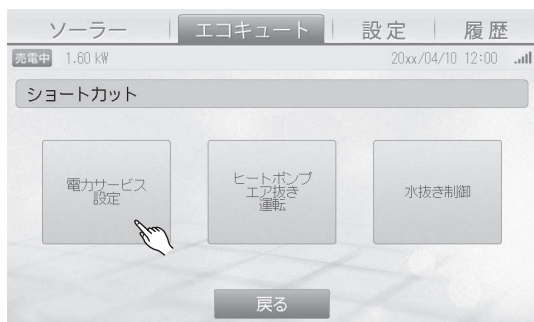 ソーラー エコキュート 設定 履歴
売電中 1.60 kW 20xx/04/10 12:00
ショートカット
電力サービス
設定
ヒートポンプ
エア抜き
運転
水抜き制御
戻る